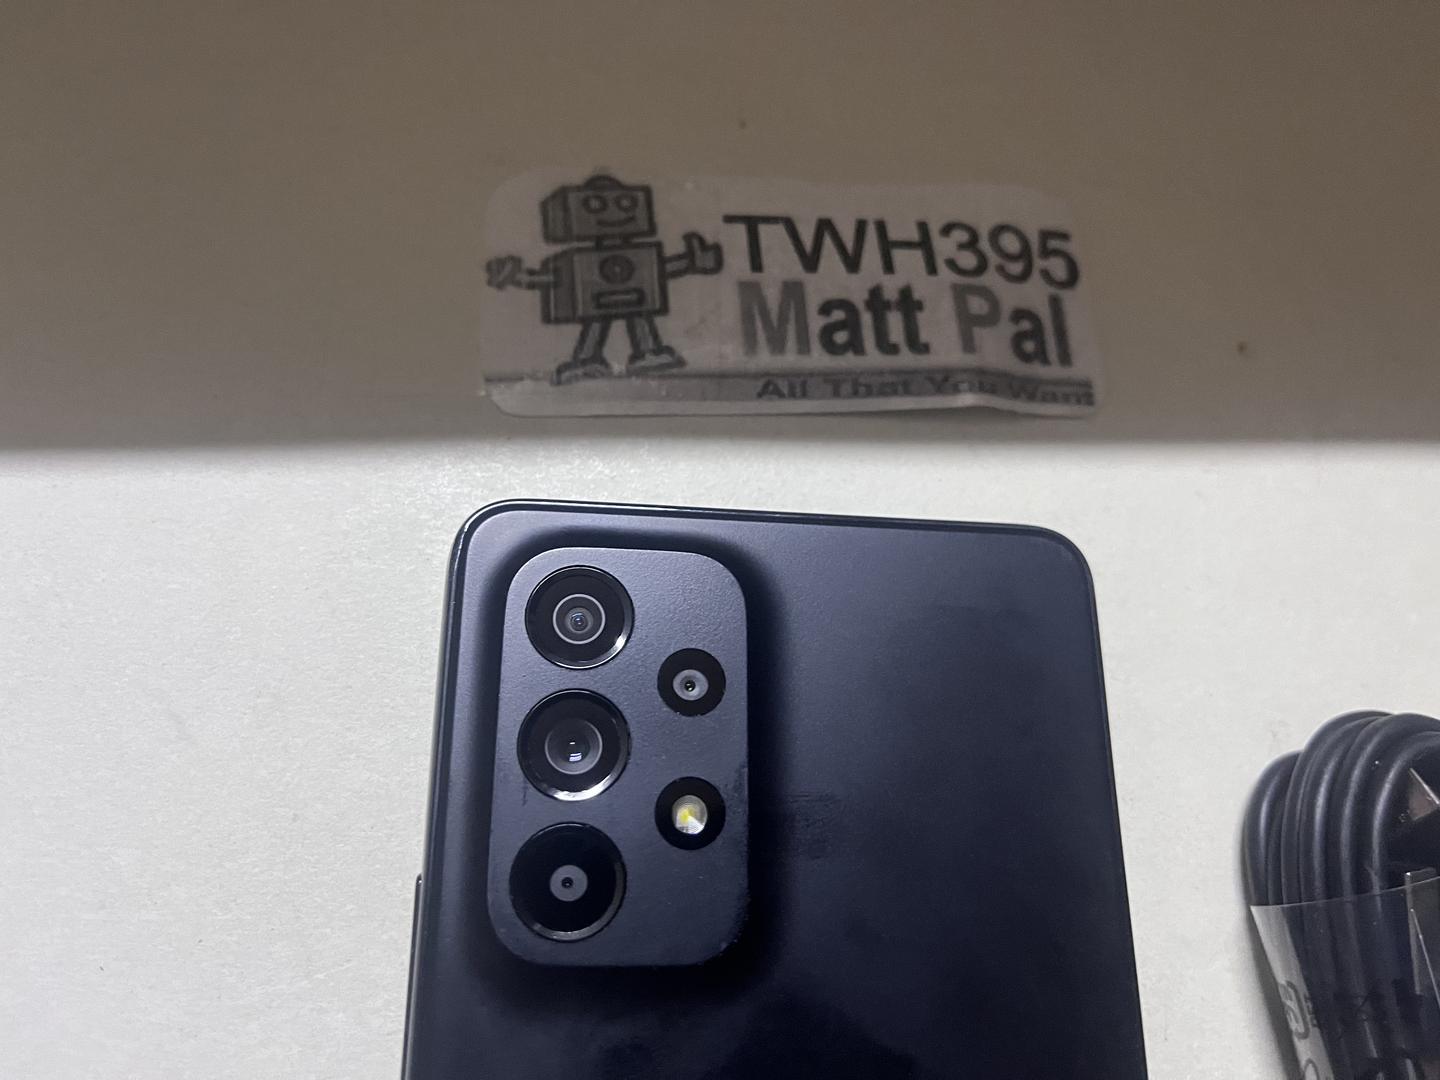 TWH395
Matt Pal
All That You Want